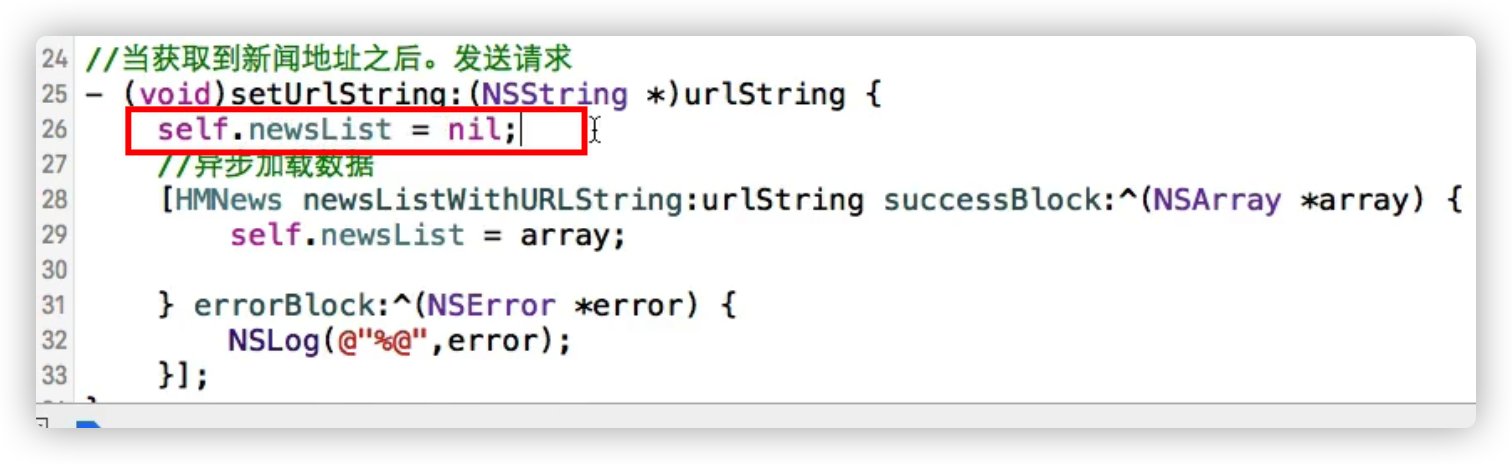 24 //当获取到新闻地址之后。发送请求
25 - (void)setUrlString:(NSString *)urlString {
26 self.newsList = nil;
27 //异步加载数据
28 [HMNews newsListWithURLString:urlString successBlock:^(NSArray *array) {
29 self.newsList = array;
30
31 } errorBlock:^(NSError *error) {
32 NSLog(@"%@",error);
33 }];